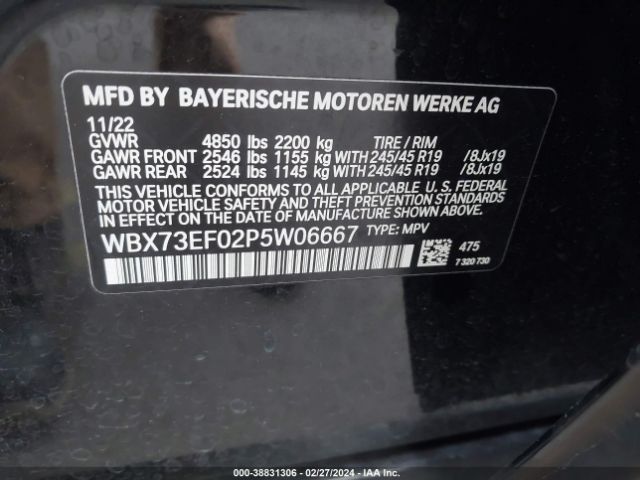 MFD BY BAYERISCHE MOTOREN WERKE AG
11/22
GVWR 4850 lbs 2200 kg TIRE / RIM
GAWR FRONT 2546 lbs 1155 kg WITH 245/45 R19 /8Jx19
GAWR REAR 2524 lbs 1145 kg WITH 245/45 R19 /8Jx19
THIS VEHICLE CONFORMS TO ALL APPLICABLE U. S. FEDERAL
MOTOR VEHICLE SAFETY AND THEFT PREVENTION STANDARDS
IN EFFECT ON THE DATE OF MANUFACTURE SHOWN ABOVE.
WBX73EF02P5W06667 TYPE: MPV
475
7 320 730
000-38831306 | 02/27/2024 | IAA Inc.